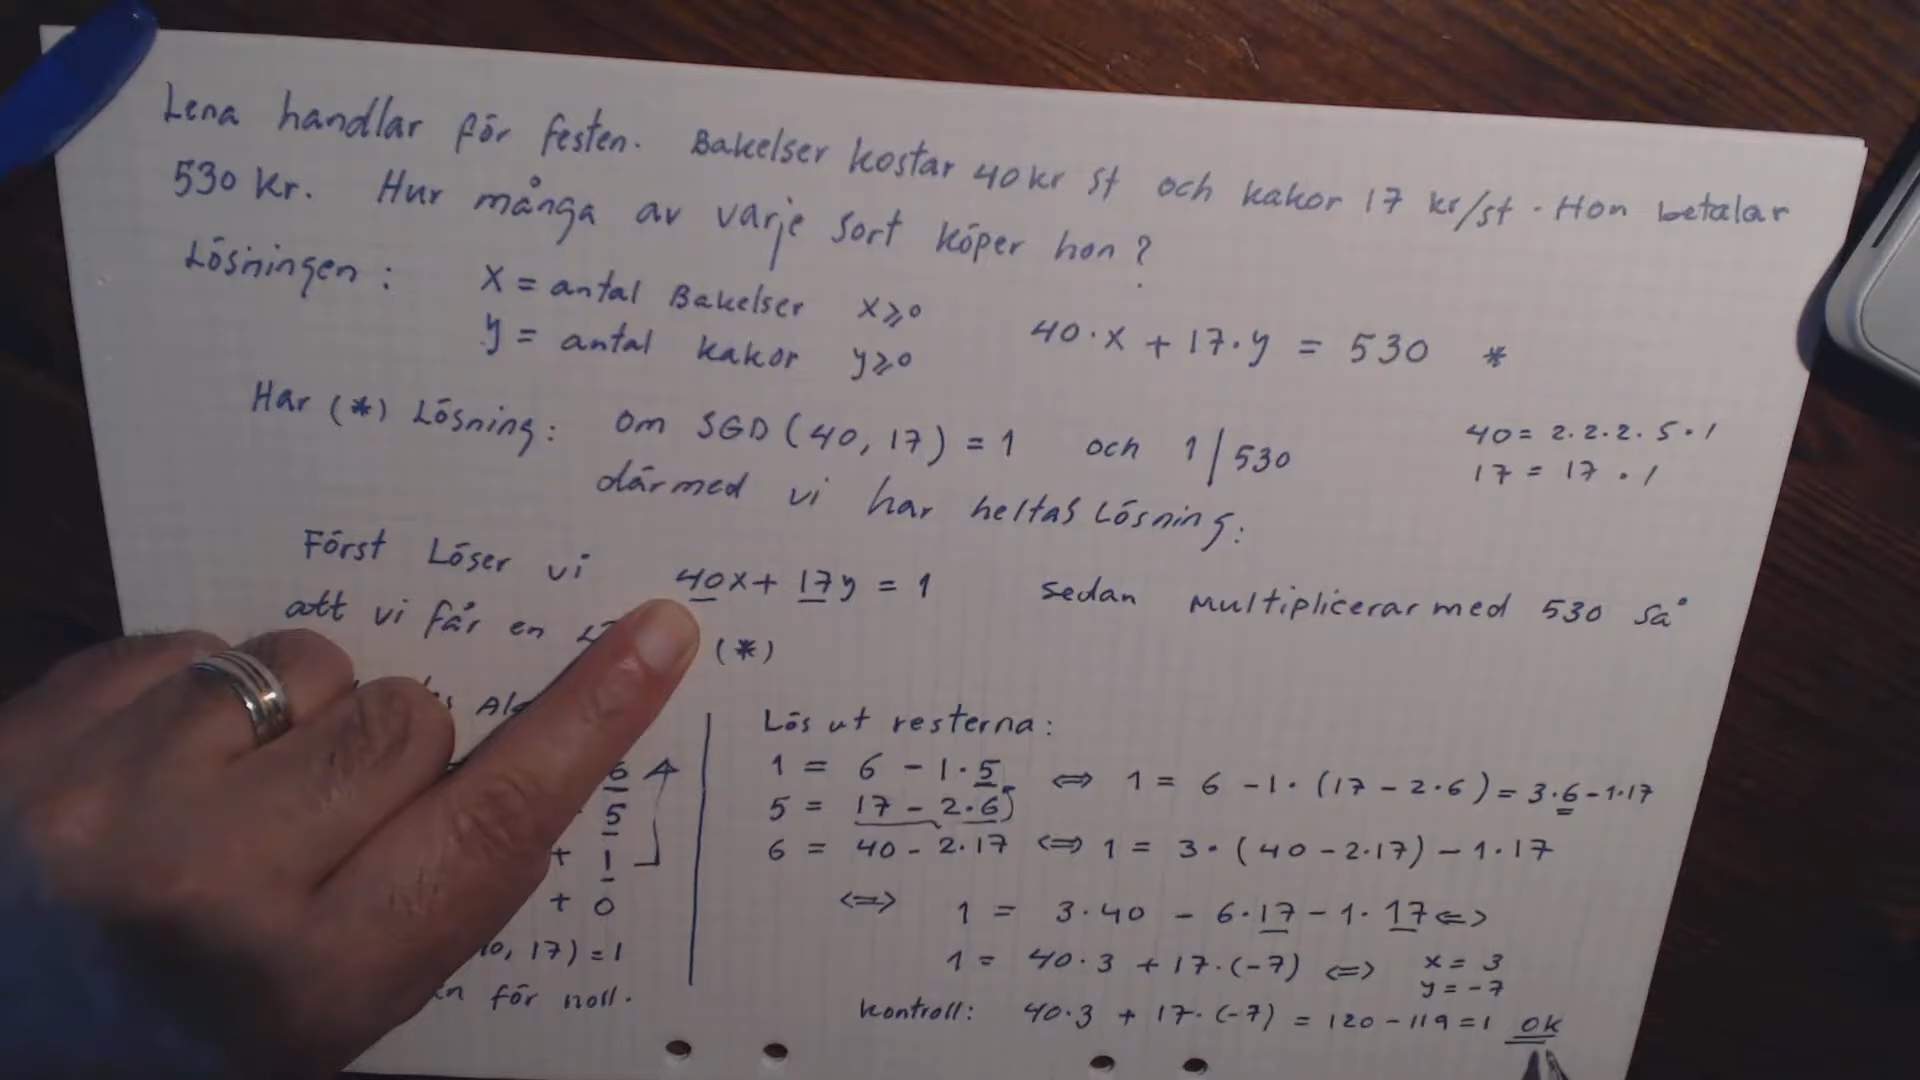 Lena handlar för festen. Bakelser kostar 40 kr st och kakor 17 kr/st. Hon betalar
530 kr. Hur många av varje sort köper hon?
Lösningen: x = antal Bakelser x ⩾ 0
y = antal kakor y ⩾ 0
40·x + 17·y = 530 *
Har (*) Lösning: om SGD (40, 17) = 1 och 1 | 530
40 = 2.2.2.5.1
17 = 17 . 1
därmed vi har heltas Lösning:
Först Löser vi 40x + 17y = 1 sedan multiplicerar med 530 så
att vi får en (*)
6
5
+ 1
+ 0
, 17) = 1
för noll.
Lös ut resterna:
1 = 6 - 1·5 ⟺ 1 = 6 - 1·(17 - 2·6) = 3·6 - 1·17
5 = 17 - 2·6
6 = 40 - 2·17 ⟺ 1 = 3·(40 - 2·17) - 1·17
⟺ 1 = 3·40 - 6·17 - 1·17 ⟺
1 = 40·3 + 17·(-7) ⟺ x = 3
y = -7
kontroll: 40·3 + 17·(-7) = 120 - 119 = 1 ok